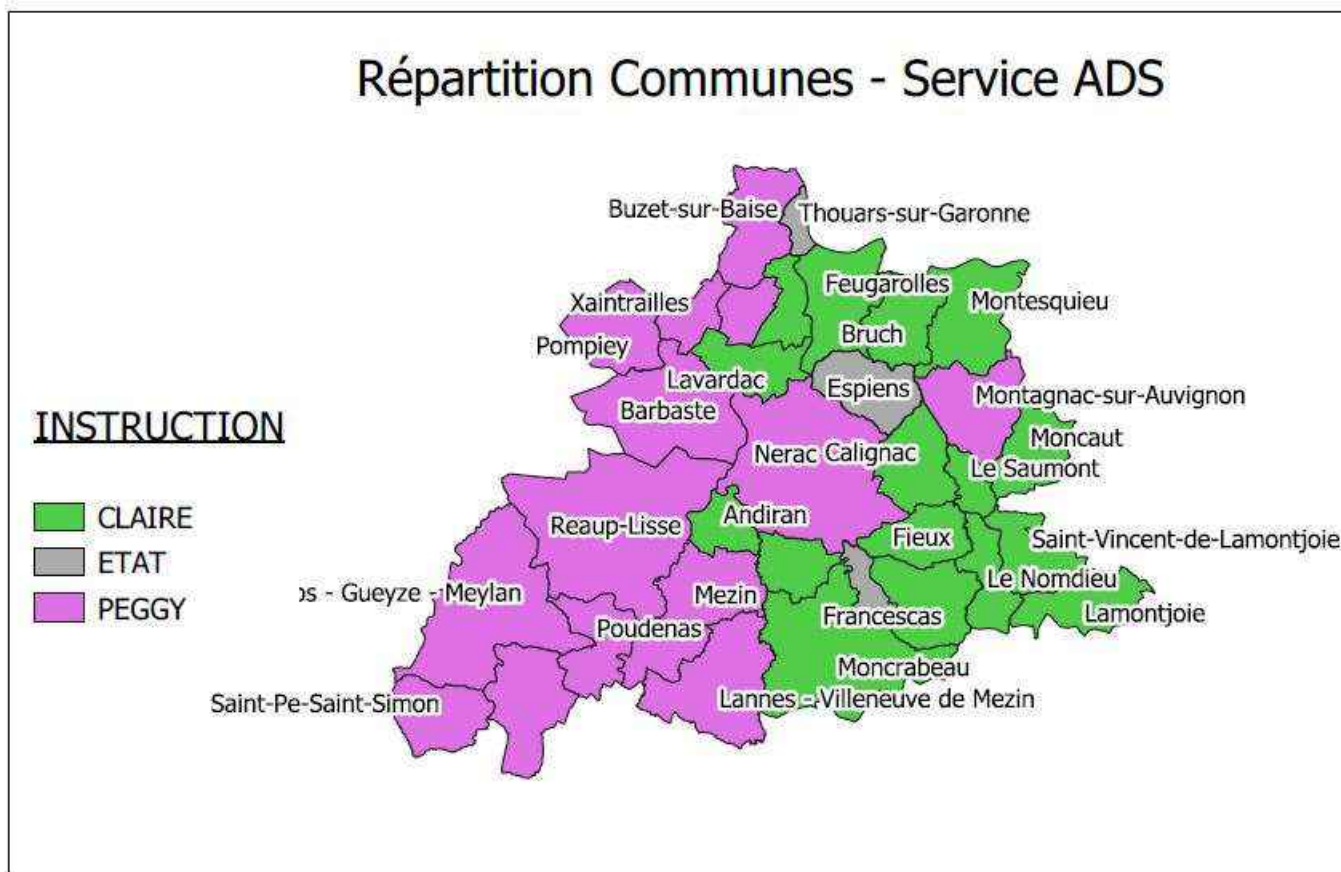 Répartition Communes - Service ADS
Buzet-sur-Baise
Thouars-sur-Garonne
Feugarolles
Xaintrailles
Montesquieu
Bruch
Pompiey
Lavardac
Espiens
Montagnac-sur-Auvignon
Barbaste
INSTRUCTION
Moncaut
Nerac
Calignac
Le Saumont
CLAIRE
Andiran
Reaup-Lisse
Fieux
Saint-Vincent-de-Lamontjoie
ETAT
Le Nomdieu
os - Gueyze - Meylan
Mezin
PEGGY
Lamontjoie
Francescas
Poudenas
Moncrabeau
Lannes - Villeneuve de Mezin
Saint-Pe-Saint-Simon